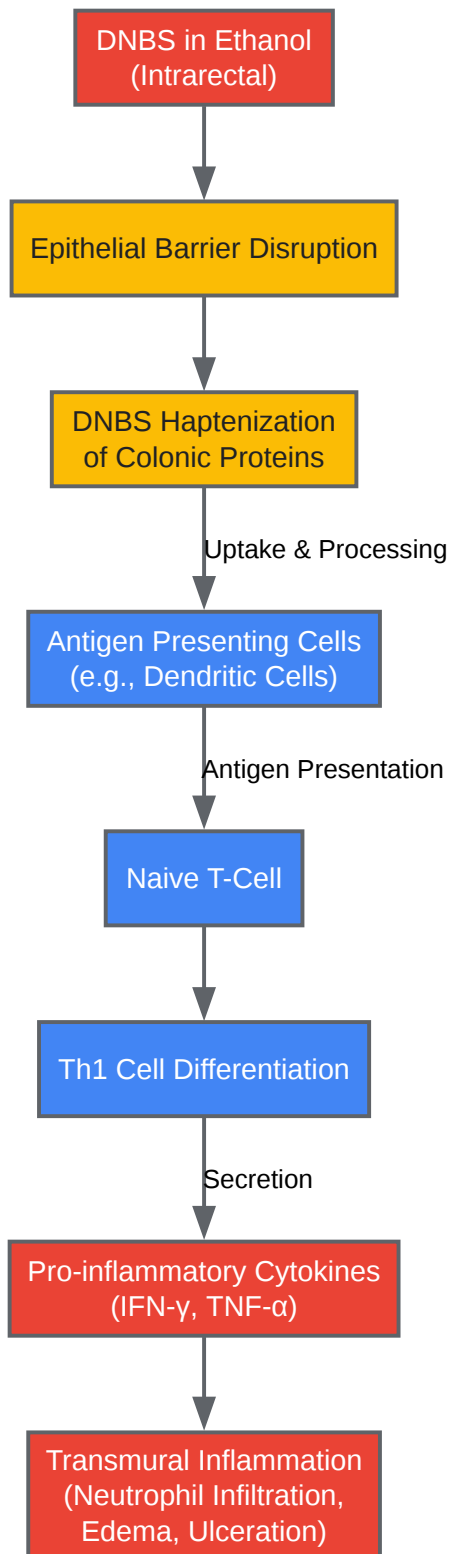 DNBS in Ethanol
(Intrarectal)
Epithelial Barrier Disruption
DNBS Haptenization
of Colonic Proteins
Uptake & Processing
Antigen Presenting Cells
(e.g., Dendritic Cells)
Antigen Presentation
Naive T-Cell
Th1 Cell Differentiation
Secretion
Pro-inflammatory Cytokines
(IFN-γ, TNF-α)
Transmural Inflammation
(Neutrophil Infiltration,
Edema, Ulceration)